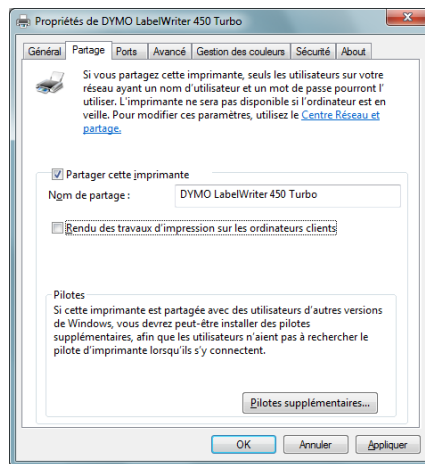 Propriétés de DYMO LabelWriter 450 Turbo
Général Partage Ports Avancé Gestion des couleurs Sécurité About
Si vous partagez cette imprimante, seuls les utilisateurs sur votre
réseau ayant un nom d'utilisateur et un mot de passe pourront l'
utiliser. L'imprimante ne sera pas disponible si l'ordinateur est en
veille. Pour modifier ces paramètres, utilisez le Centre Réseau et
partage.
Partager cette imprimante
Nom de partage : DYMO LabelWriter 450 Turbo
Rendu des travaux d'impression sur les ordinateurs clients
Pilotes
Si cette imprimante est partagée avec des utilisateurs d'autres versions
de Windows, vous devrez peut-être installer des pilotes
supplémentaires, afin que les utilisateurs n'aient pas à rechercher le
pilote d'imprimante lorsqu'ils s'y connectent.
Pilotes supplémentaires...
OK Annuler Appliquer